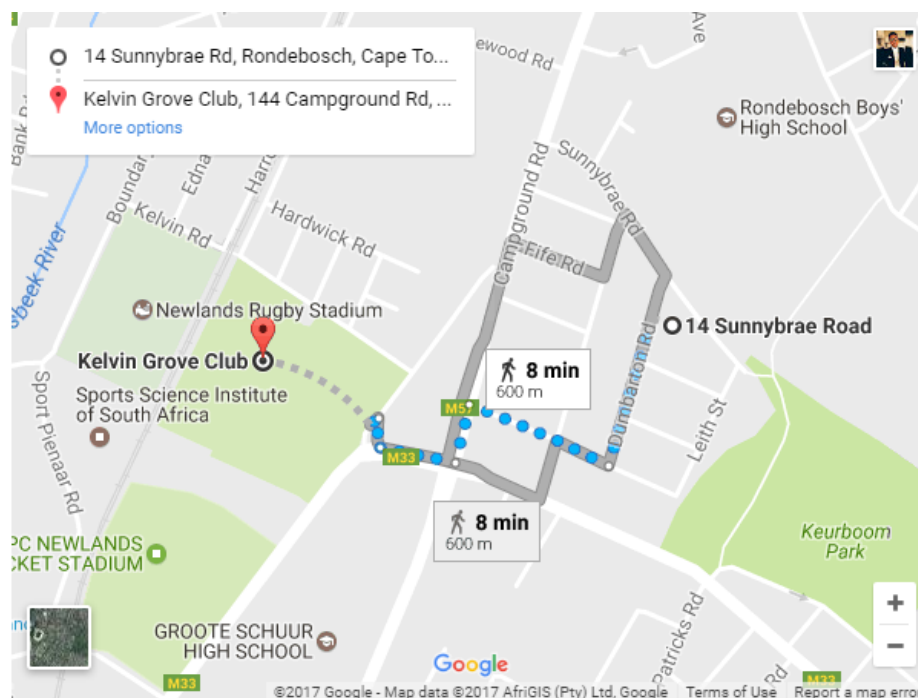 14 Sunnybrae Rd, Rondebosch, Cape To...
Kelvin Grove Club, 144 Campground Rd, ...
More options
ewood Rd
Ave
Rondebosch Boys'
High School
Bank Rd
Boundar
Edna
Harro
Kelvin Rd
Hardwick Rd
Campground Rd
Sunnybrae Rd
Fife Rd
sbeek River
Newlands Rugby Stadium
14 Sunnybrae Road
Kelvin Grove Club
Sports Science Institute
of South Africa
Sport Pienaar Rd
8 min
600 m
M57
Dumbarton Rd
Leith St
M33
8 min
600 m
Keurboom
Park
PC NEWLANDS
CKET STADIUM
GROOTE SCHUUR
HIGH SCHOOL
Patricks Rd
M33
M33
Google
©2017 Google - Map data ©2017 AfriGIS (Pty) Ltd, Google
Terms of Use
Report a map erro